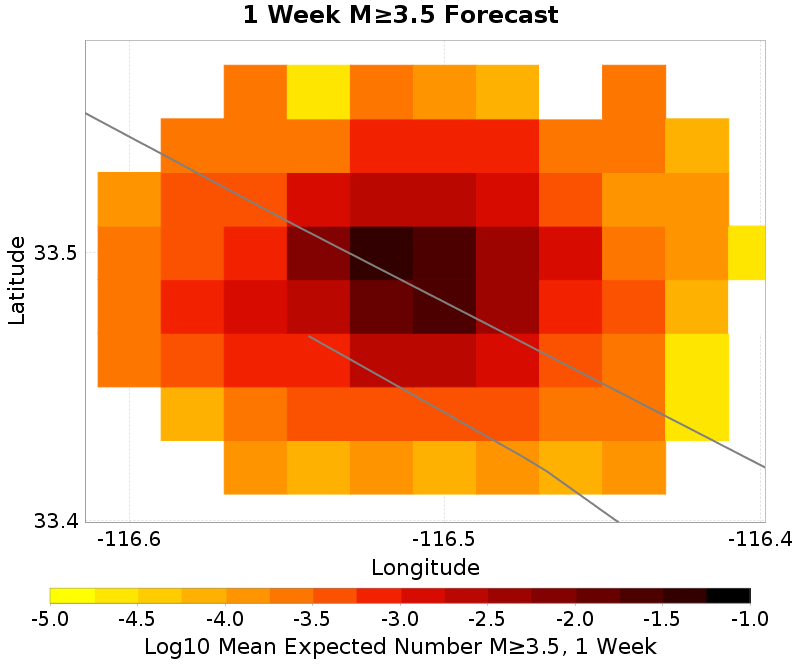 1 Week M≥3.5 Forecast
Latitude
33.5
33.4
-116.6 -116.5 -116.4
Longitude
-5.0 -4.5 -4.0 -3.5 -3.0 -2.5 -2.0 -1.5 -1.0
Log10 Mean Expected Number M≥3.5, 1 Week